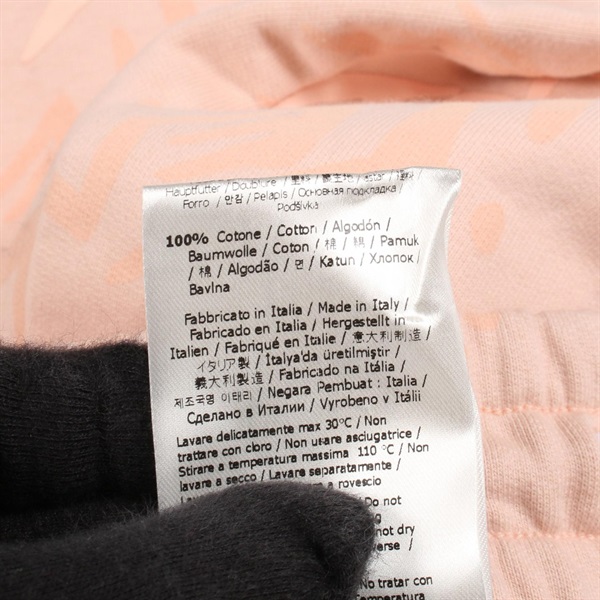 Hauptfutter / Doublure / 里料 /
Forro / 안감 / Pelapis / Основная подкладка /
Podšívka
100% Cotone / Cotton / Algodón /
Baumwolle / Coton / 棉 / 綿 / Pamuk
/ 棉 / Algodão / 면 / Katun / Хлопок /
Bavlna
Fabbricato in Italia / Made in Italy /
Fabricado en Italia / Hergestellt in
Italien / Fabriqué en Italie / 意大利制造 /
イタリア製 / İtalya'da üretilmiştir /
義大利製造 / Fabricado na Itália /
제조국명 이태리 / Negara Pembuat : Italia /
Сделано в Италии / Vyrobeno v Itálii
Lavare delicatamente max 30°C / Non
trattare con cloro / Non usare asciugatrice /
Stirare a temperatura massima 110 °C / Non
lavare a secco / Lavare separatamente /
e a rovescio
Do not
not dry
verse /
No tratar con